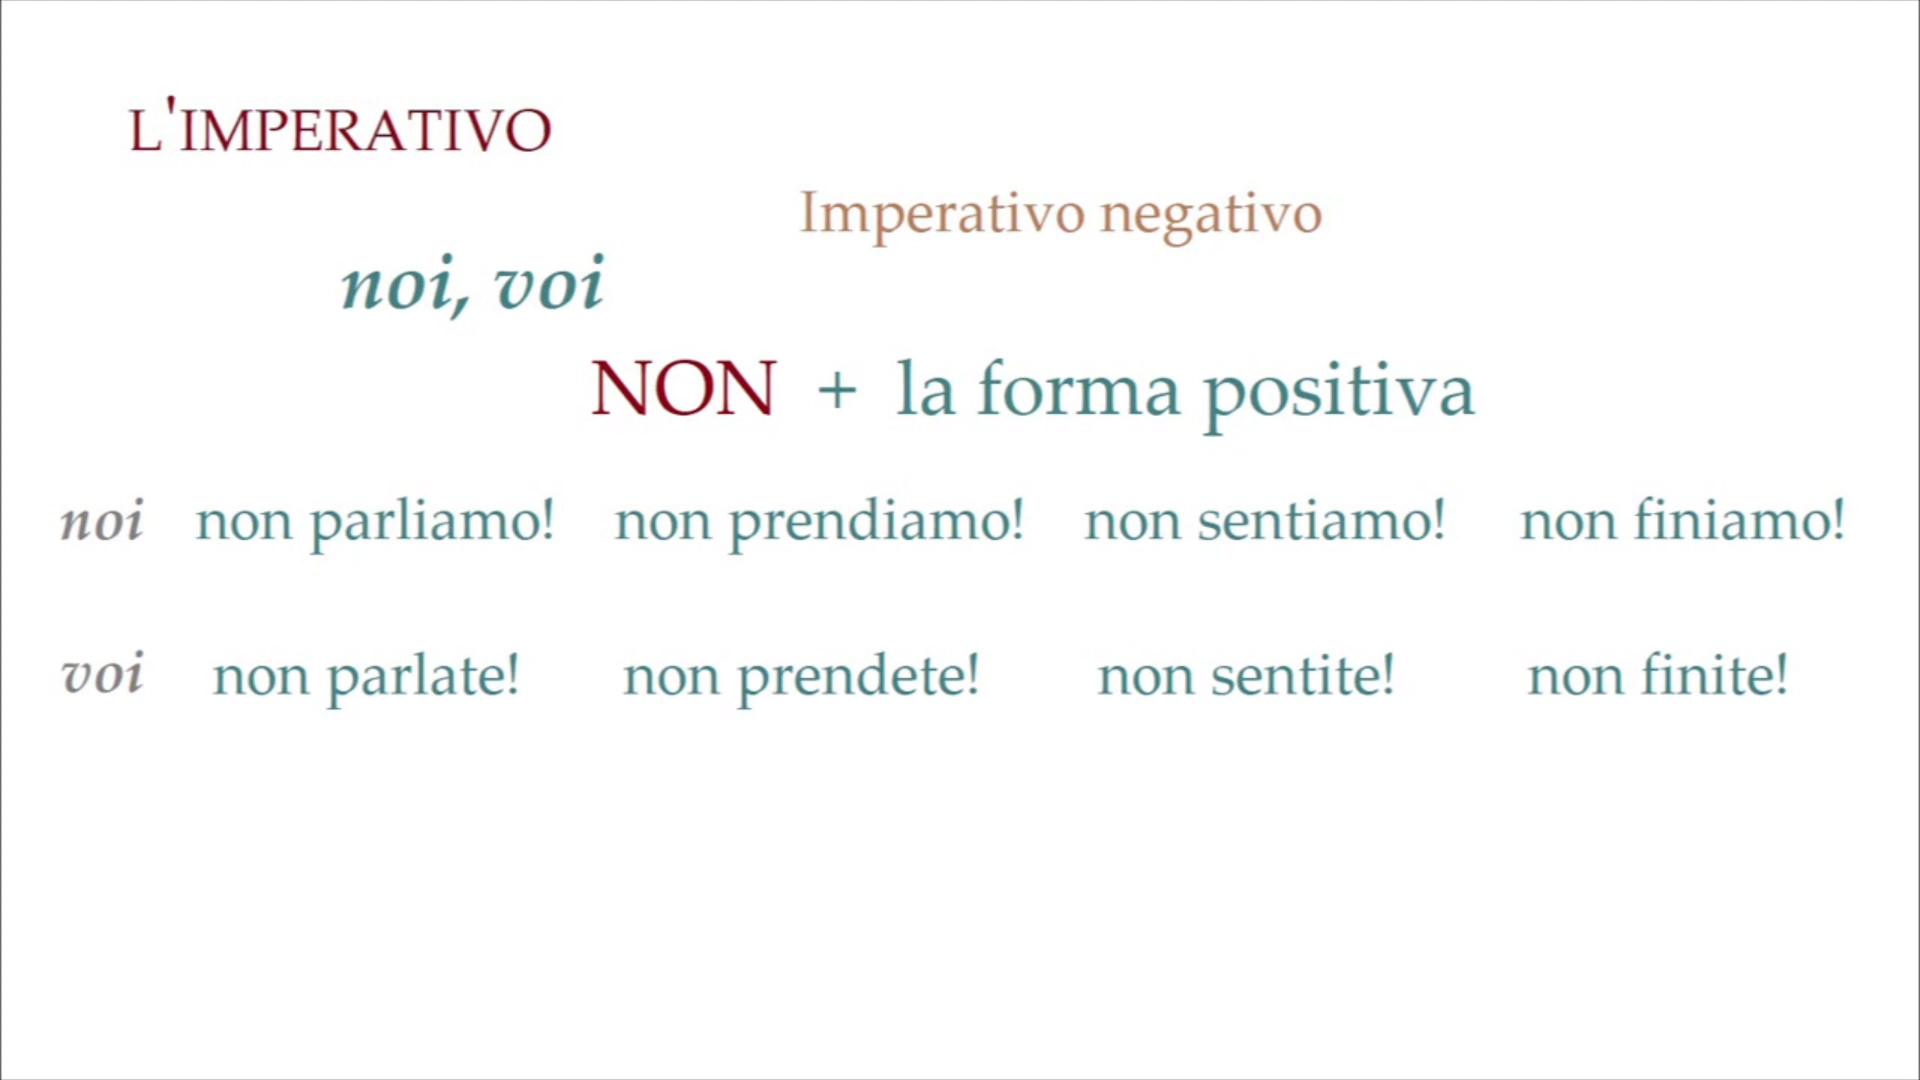 L'IMPERATIVO
Imperativo negativo
noi, voi
NON + la forma positiva
noi non parliamo! non prendiamo! non sentiamo! non finiamo!
voi non parlate! non prendete! non sentite! non finite!